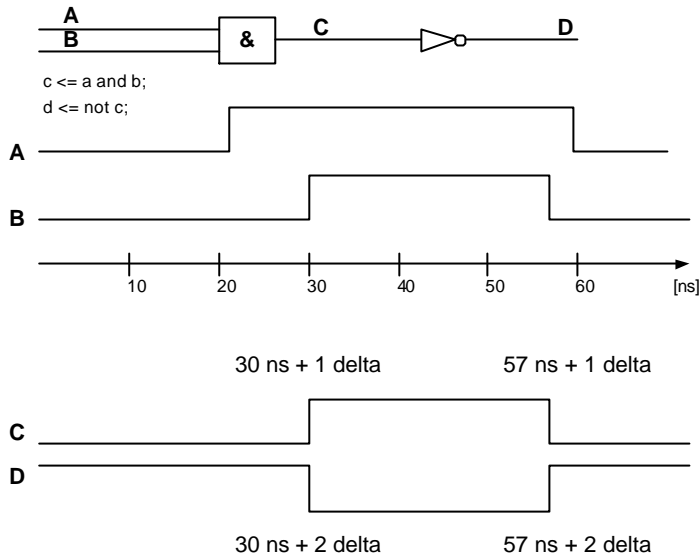 A
B
& C D
c <= a and b;
d <= not c;
A
B
10 20 30 40 50 60 [ns]
30 ns + 1 delta 57 ns + 1 delta
C
D
30 ns + 2 delta 57 ns + 2 delta